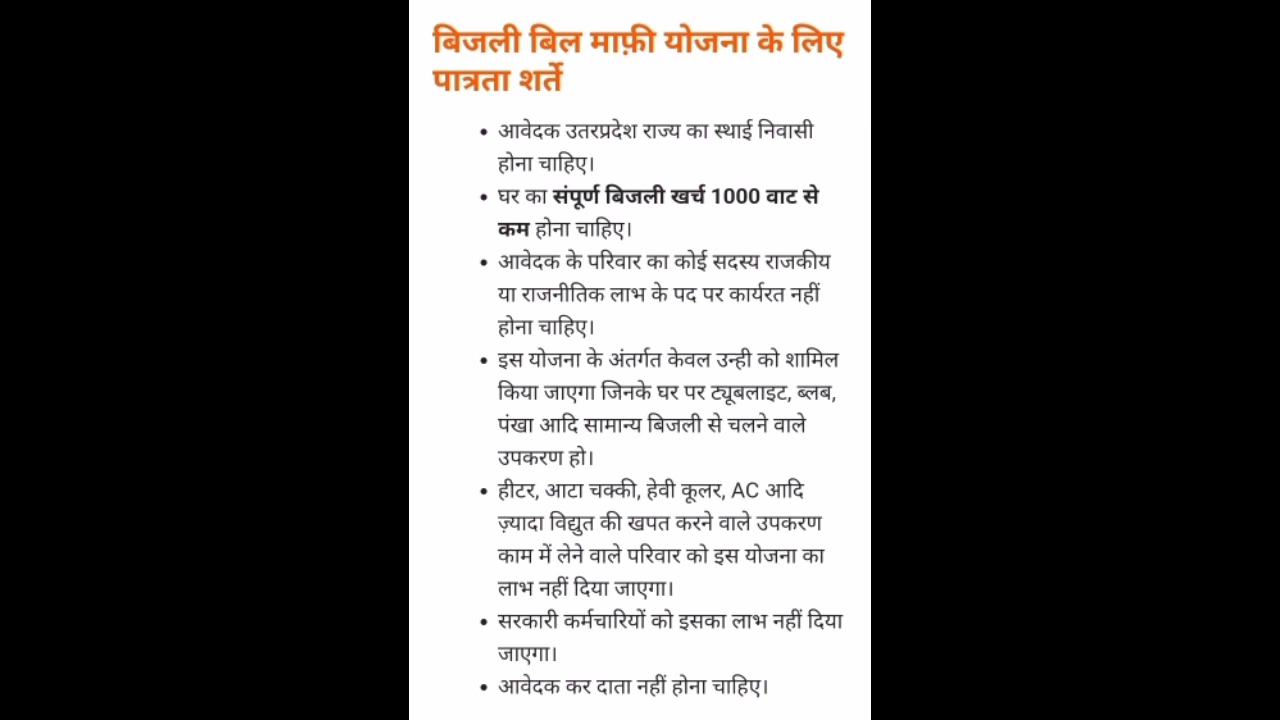 बिजली बिल माफ़ी योजना के लिए
पात्रता शर्ते
• आवेदक उतरप्रदेश राज्य का स्थाई निवासी
होना चाहिए।
• घर का संपूर्ण बिजली खर्च 1000 वाट से
कम होना चाहिए।
• आवेदक के परिवार का कोई सदस्य राजकीय
या राजनीतिक लाभ के पद पर कार्यरत नहीं
होना चाहिए।
• इस योजना के अंतर्गत केवल उन्ही को शामिल
किया जाएगा जिनके घर पर ट्यूबलाइट, ब्लब,
पंखा आदि सामान्य बिजली से चलने वाले
उपकरण हो।
• हीटर, आटा चक्की, हेवी कूलर, AC आदि
ज़्यादा विद्युत की खपत करने वाले उपकरण
काम में लेने वाले परिवार को इस योजना का
लाभ नहीं दिया जाएगा।
• सरकारी कर्मचारियों को इसका लाभ नहीं दिया
जाएगा।
• आवेदक कर दाता नहीं होना चाहिए।